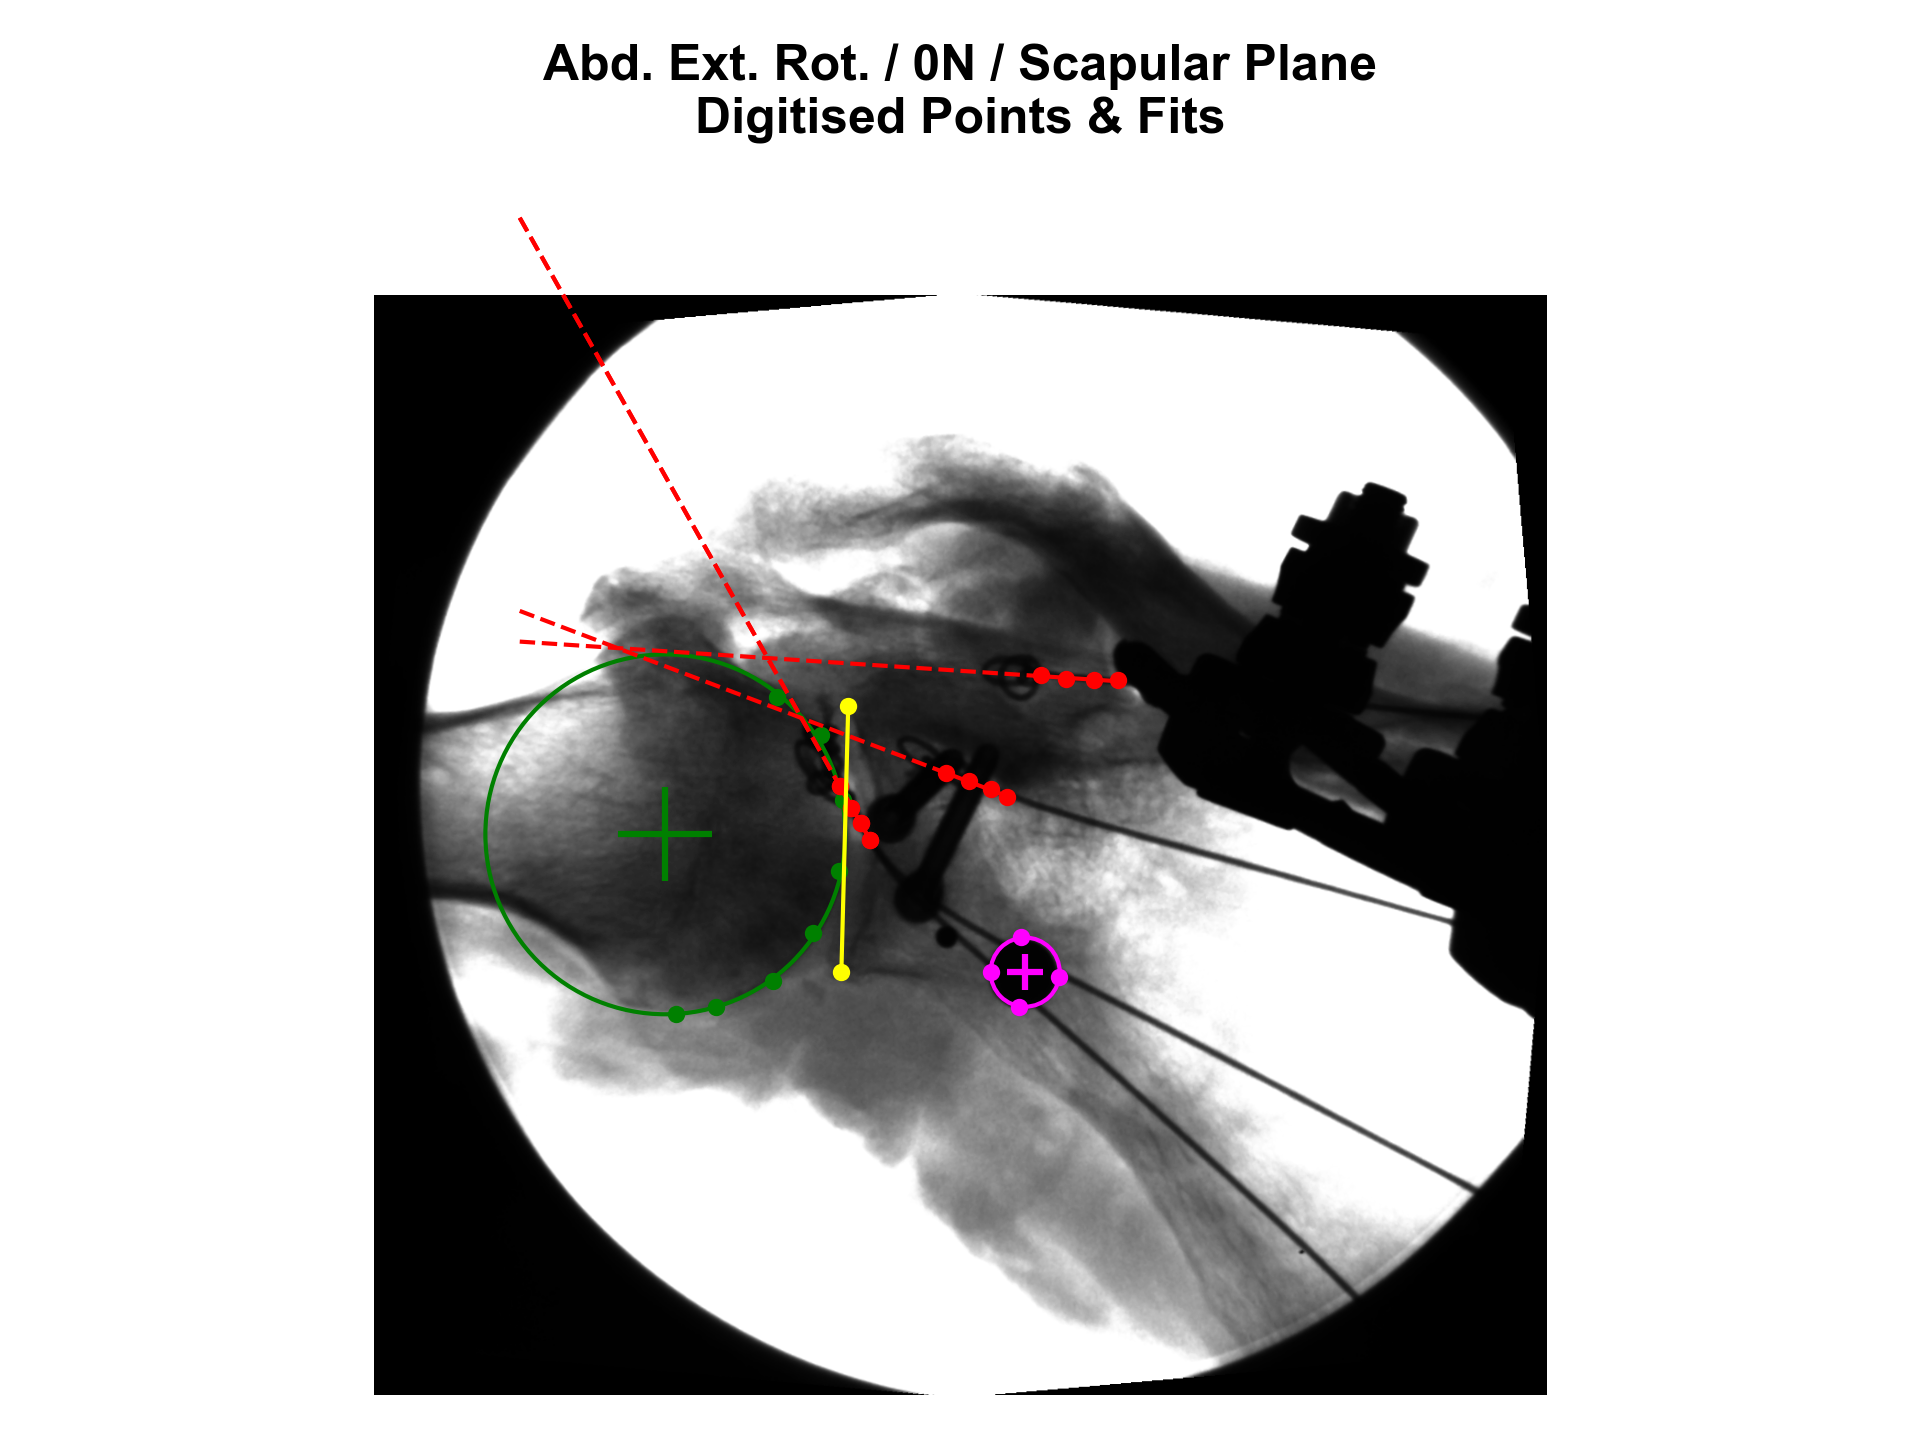 Abd. Ext. Rot. / 0N / Scapular Plane
Digitised Points & Fits